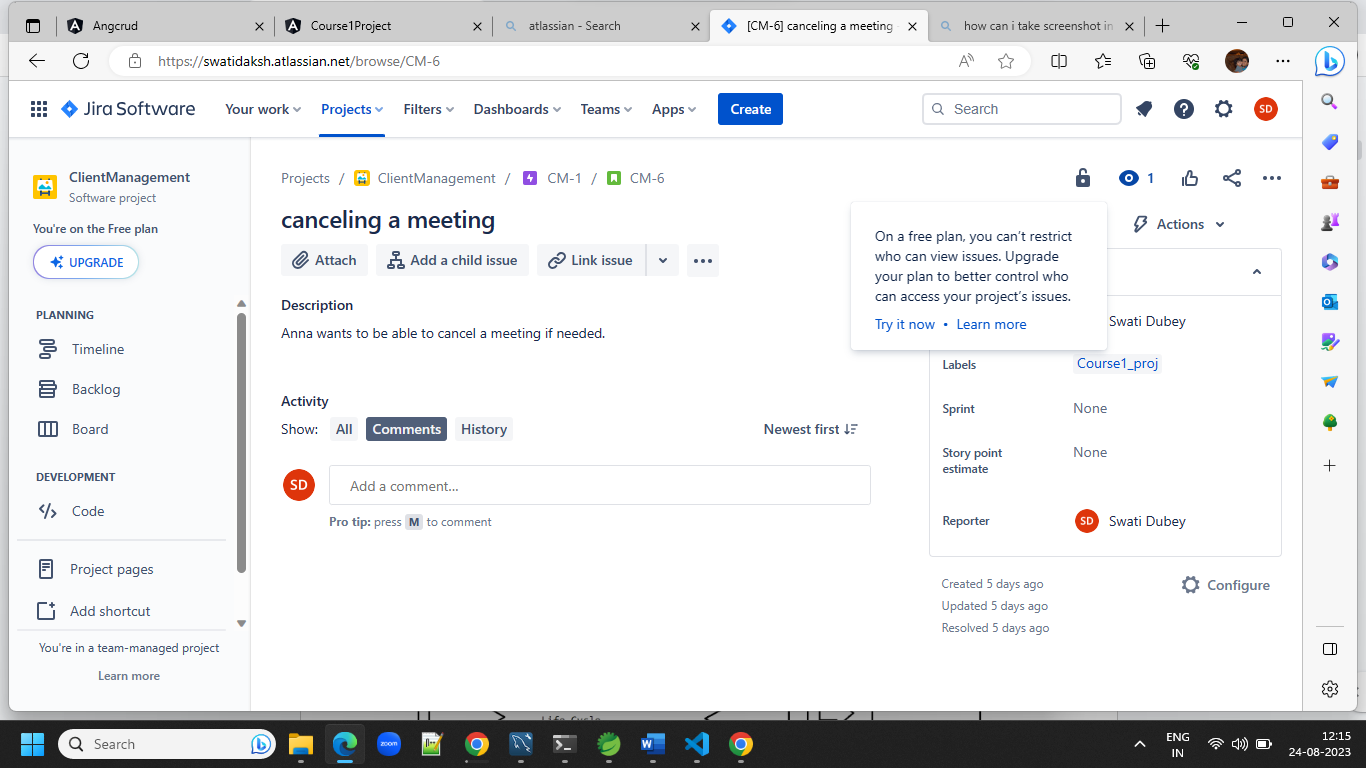 Angcrud
Course1Project
atlassian - Search
[CM-6] canceling a meeting
how can i take screenshot in
https://swatidaksh.atlassian.net/browse/CM-6
Jira Software
Your work
Projects
Filters
Dashboards
Teams
Apps
Create
Search
SD
ClientManagement
Software project
You're on the Free plan
UPGRADE
PLANNING
Timeline
Backlog
Board
DEVELOPMENT
Code
Project pages
Add shortcut
You're in a team-managed project
Learn more
Projects / ClientManagement / CM-1 / CM-6
1
canceling a meeting
Attach
Add a child issue
Link issue
Actions
On a free plan, you can’t restrict
who can view issues. Upgrade
your plan to better control who
can access your project’s issues.
Try it now • Learn more
Description
Anna wants to be able to cancel a meeting if needed.
Activity
Show:
All
Comments
History
Newest first
SD
Add a comment...
Pro tip: press M to comment
Swati Dubey
Labels
Course1_proj
Sprint
None
Story point
estimate
None
Reporter
SD
Swati Dubey
Created 5 days ago
Updated 5 days ago
Resolved 5 days ago
Configure
Life Cycle
Search
zoom
ENG
IN
12:15
24-08-2023